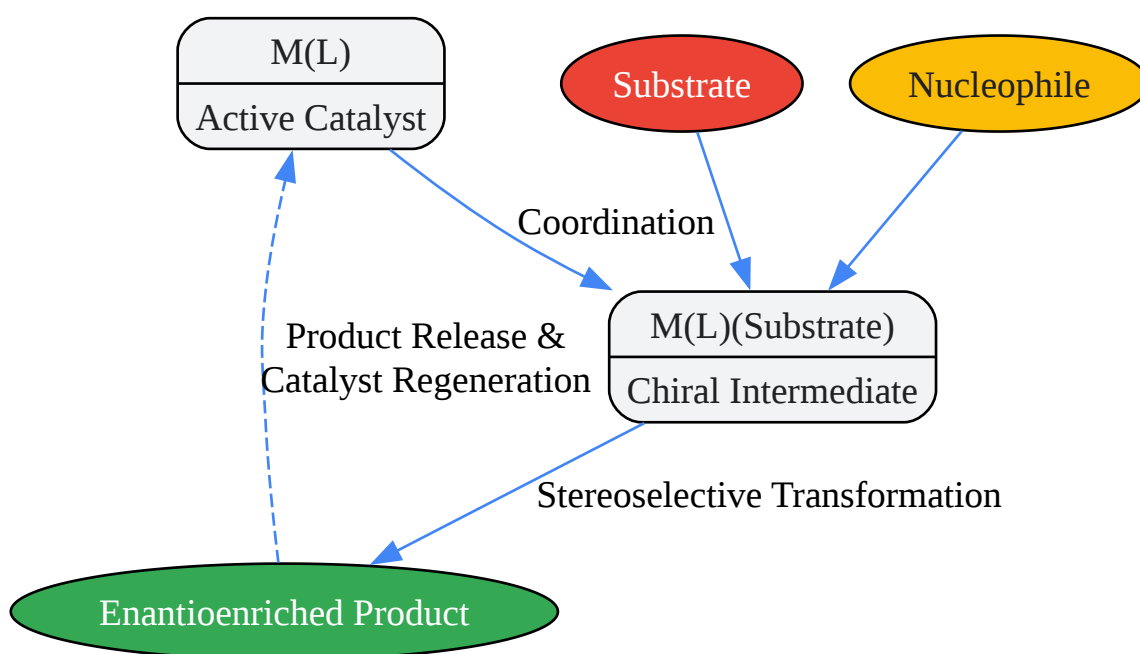 M(L)
Active Catalyst
Substrate
Nucleophile
Coordination
M(L)(Substrate)
Chiral Intermediate
Product Release &
Catalyst Regeneration
Stereoselective Transformation
Enantioenriched Product